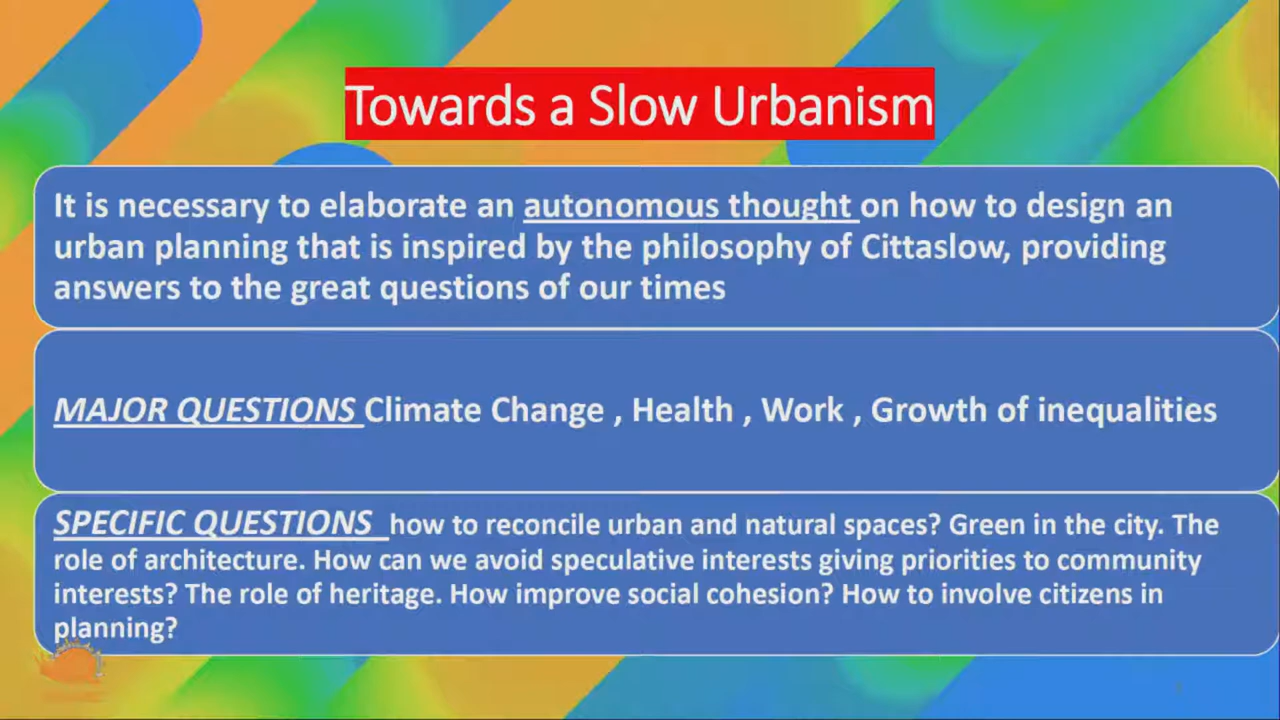 Towards a Slow Urbanism
It is necessary to elaborate an autonomous thought on how to design an
urban planning that is inspired by the philosophy of Cittaslow, providing
answers to the great questions of our times
MAJOR QUESTIONS Climate Change , Health , Work , Growth of inequalities
SPECIFIC QUESTIONS how to reconcile urban and natural spaces? Green in the city. The
role of architecture. How can we avoid speculative interests giving priorities to community
interests? The role of heritage. How improve social cohesion? How to involve citizens in
planning?